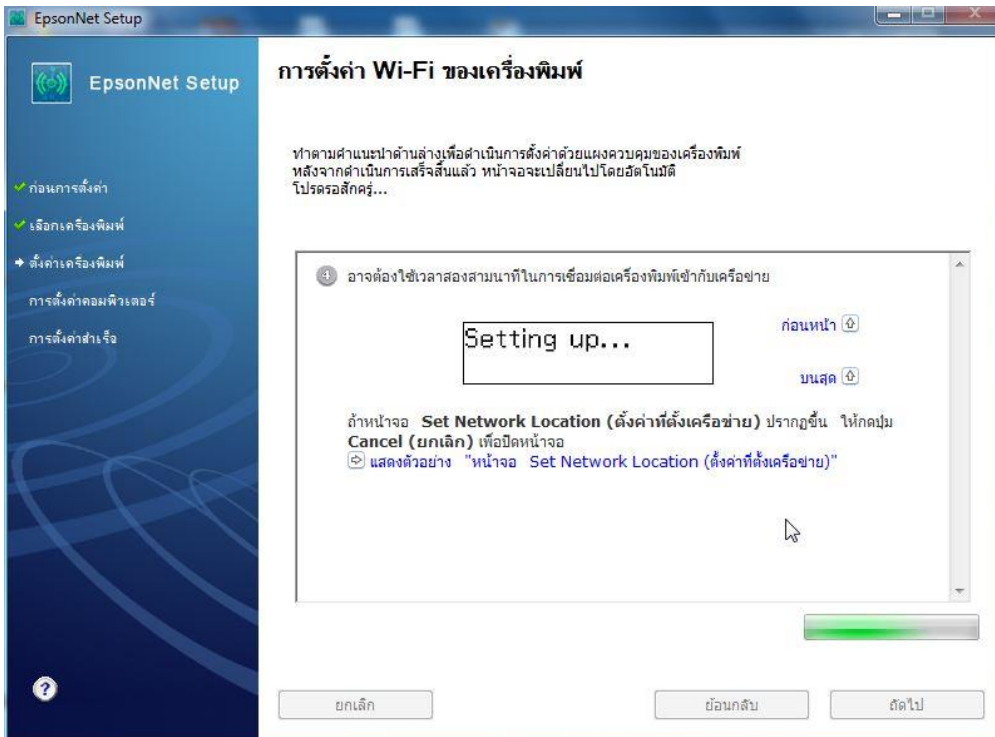 EpsonNet Setup
EpsonNet Setup
ก่อนการตั้งค่า
เลือกเครื่องพิมพ์
ตั้งค่าเครื่องพิมพ์
การตั้งค่าคอมพิวเตอร์
การตั้งค่าสำเร็จ
การตั้งค่า Wi-Fi ของเครื่องพิมพ์
ทำตามคำแนะนำด้านล่างเพื่อดำเนินการตั้งค่าด้วยแผงควบคุมของเครื่องพิมพ์
หลังจากดำเนินการเสร็จสิ้นแล้ว หน้าจอจะเปลี่ยนไปโดยอัตโนมัติ
โปรดรอสักครู่...
4 อาจต้องใช้เวลาสองสามนาทีในการเชื่อมต่อเครื่องพิมพ์เข้ากับเครือข่าย
Setting up...
ก่อนหน้า
บนสุด
ถ้าหน้าจอ Set Network Location (ตั้งค่าที่ตั้งเครือข่าย) ปรากฏขึ้น ให้กดปุ่ม
Cancel (ยกเลิก) เพื่อปิดหน้าจอ
แสดงตัวอย่าง "หน้าจอ Set Network Location (ตั้งค่าที่ตั้งเครือข่าย)"
?
ยกเลิก
ย้อนกลับ
ถัดไป